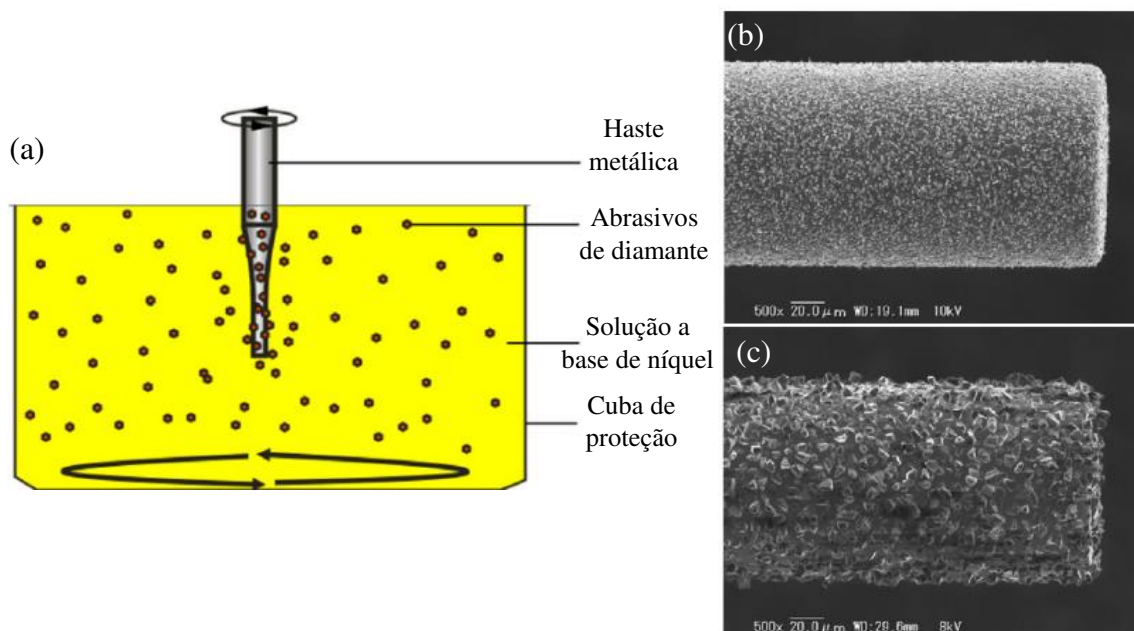 (a)
Haste
metálica
Abrasivos
de diamante
Solução a
base de níquel
Cuba de
proteção
(b)
500x 20.0μm WD:19.1mm 10kV
(c)
500x 20.0μm WD:29.6mm 8kV